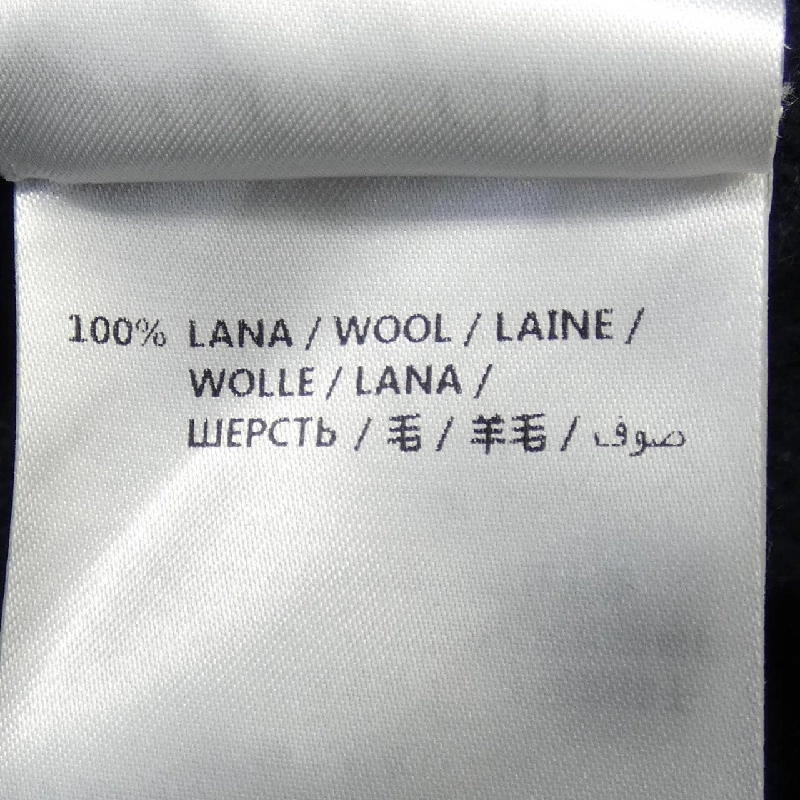 100% LANA / WOOL / LAINE /
WOLLE / LANA /
ШЕРСТЬ / 毛 / 羊毛 / صوف